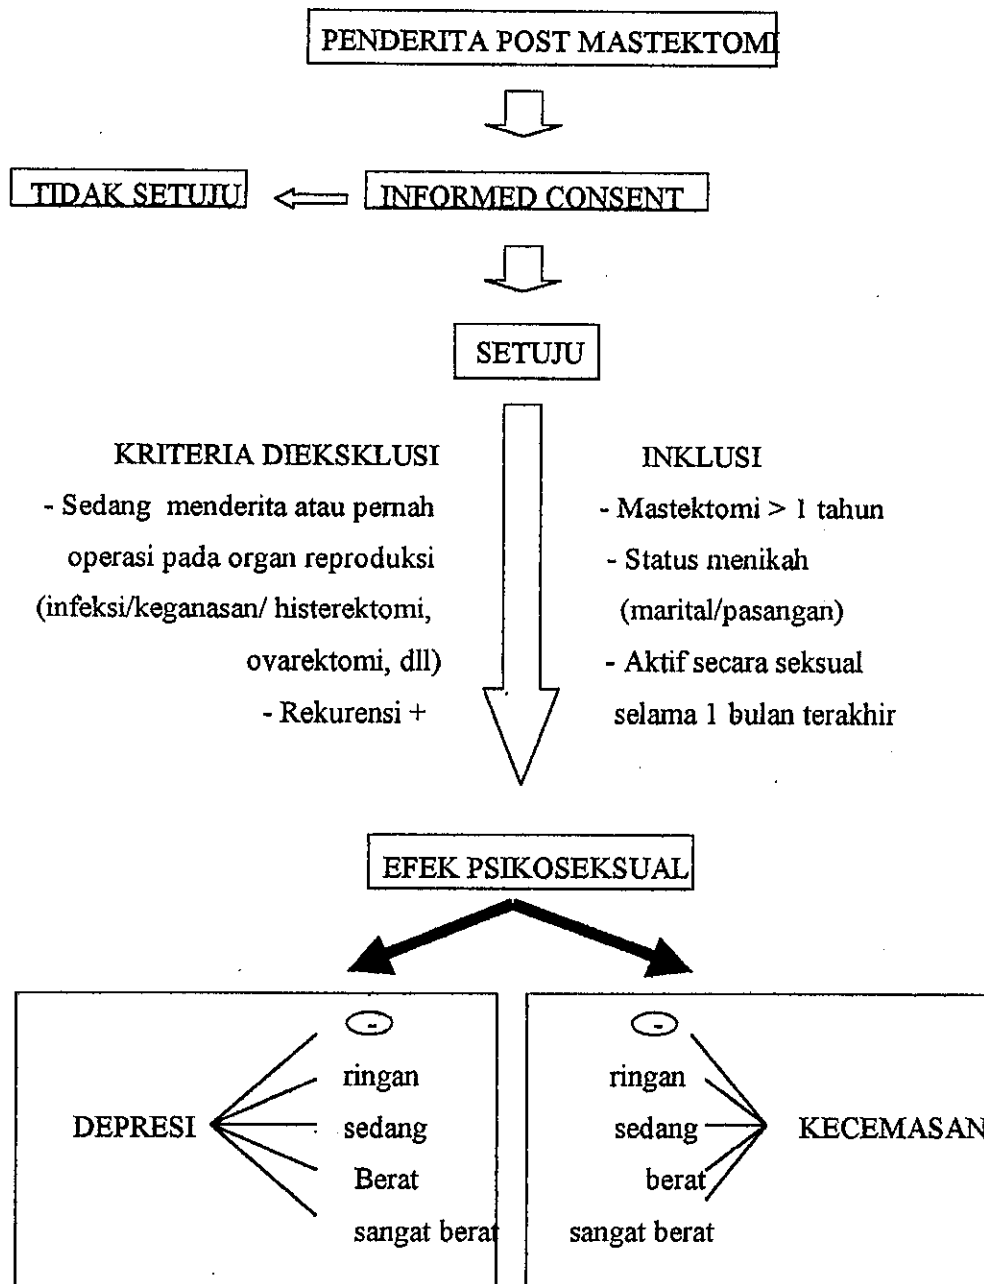 PENDERITA POST MASTEKTOMI
TIDAK SETUJU
INFORMED CONSENT
SETUJU
KRITERIA DIEKSKLUSI
- Sedang menderita atau pernah
operasi pada organ reproduksi
(infeksi/keganasan/ histerektomi,
ovarektomi, dll)
- Rekurensi +
INKLUSI
- Mastektomi > 1 tahun
- Status menikah
(marital/pasangan)
- Aktif secara seksual
selama 1 bulan terakhir
EFEK PSIKOSEKSUAL
DEPRESI
-
ringan
sedang
Berat
sangat berat
-
ringan
sedang
berat
sangat berat
KECEMASAN